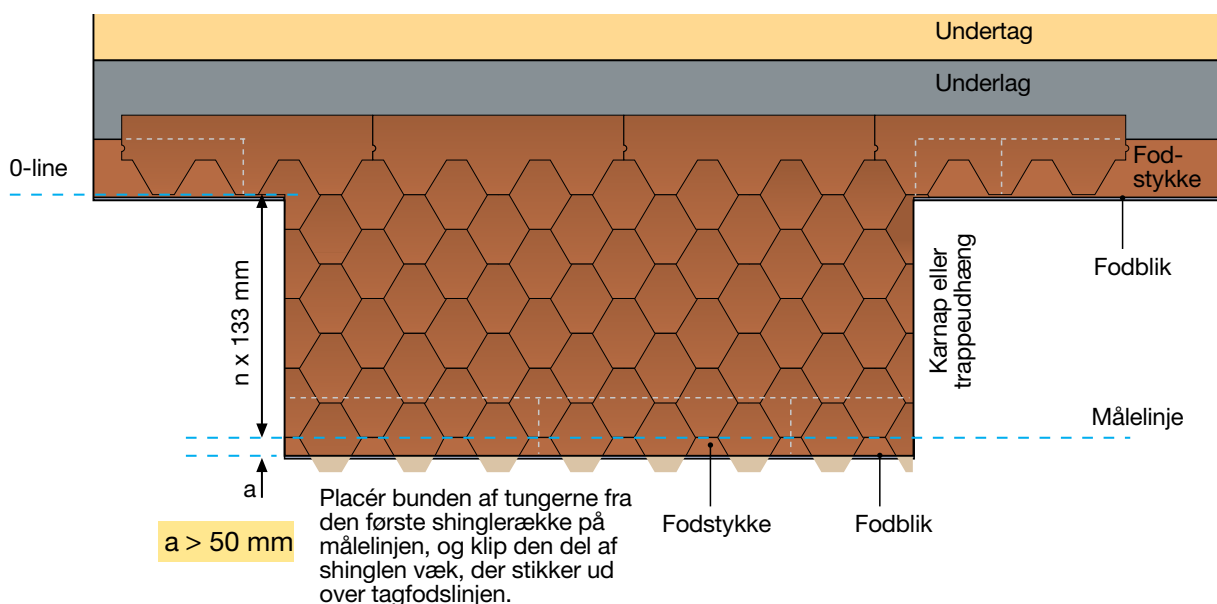 Undertag
Underlag
0-line
Fod-
stykke
Fodblik
n x 133 mm
Karnap eller
trappeudhæng
Målelinje
a
a > 50 mm
Placér bunden af tungerne fra
den første shinglerække på
målelinjen, og klip den del af
shinglen væk, der stikker ud
over tagfodslinjen.
Fodstykke
Fodblik